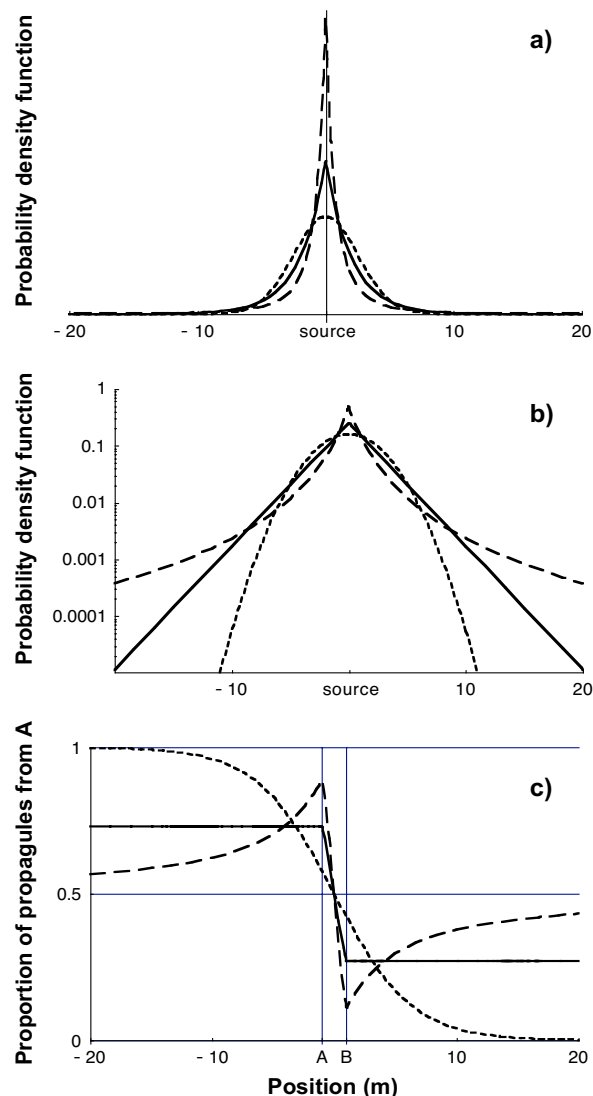 a)
Probability density function
- 20
- 10
source
10
20
b)
Probability density function
1
0.1
0.01
0.001
0.0001
- 10
source
10
20
c)
Proportion of propagules from A
1
0.5
0
- 20
- 10
A
B
10
20
Position (m)